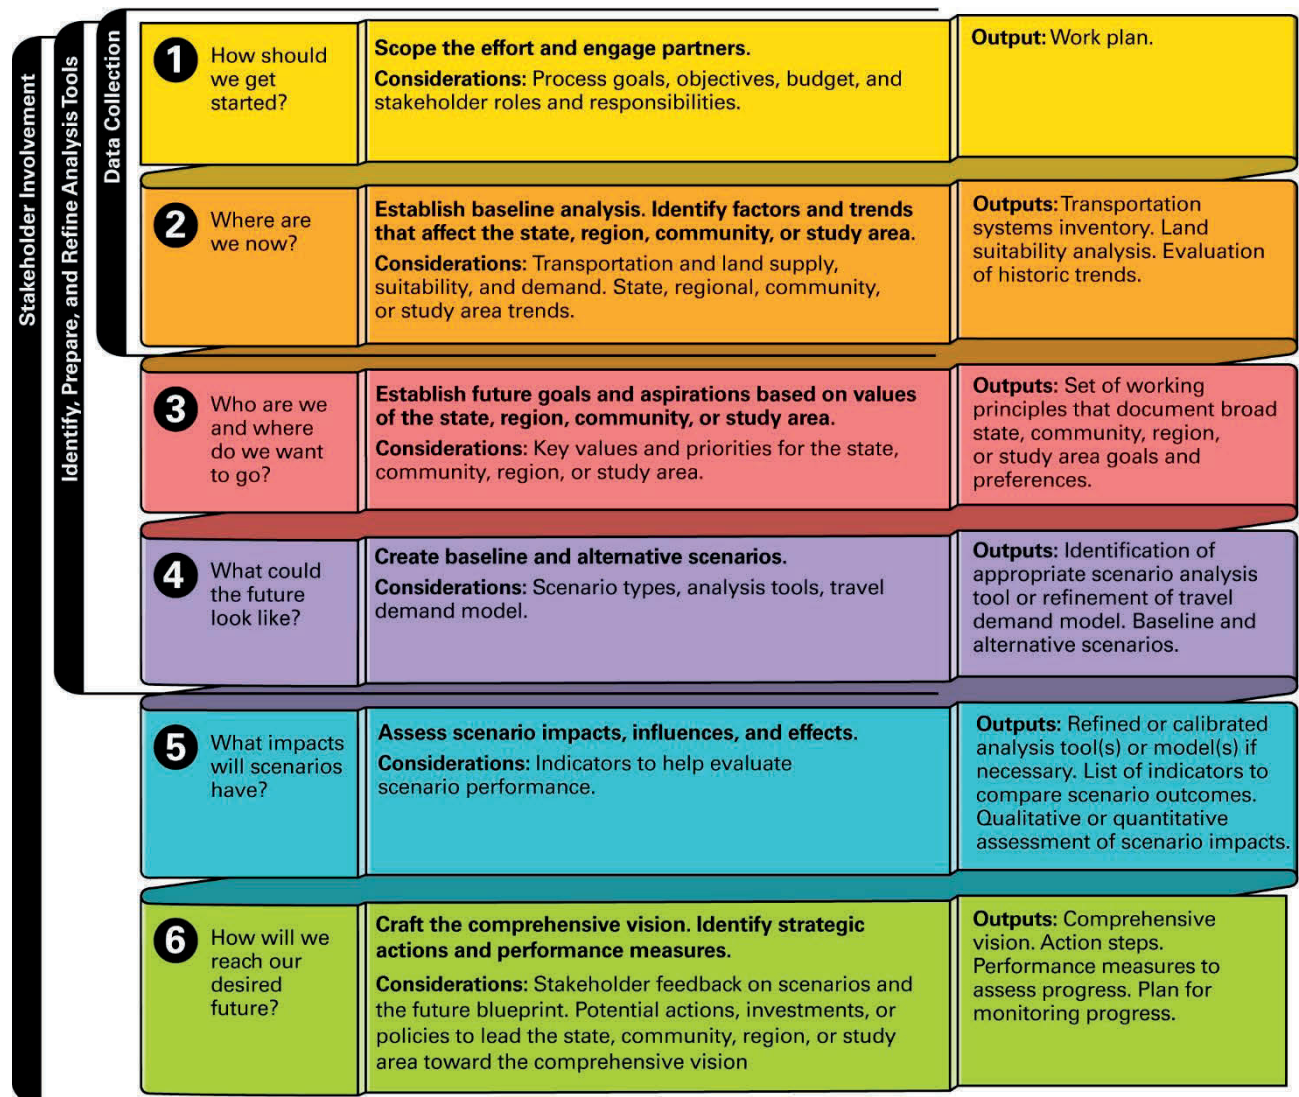 Stakeholder Involvement
Identify, Prepare, and Refine Analysis Tools
Data Collection
1
How should
we get
started?
Scope the effort and engage partners.
Considerations: Process goals, objectives, budget, and
stakeholder roles and responsibilities.
Output: Work plan.
2
Where are
we now?
Establish baseline analysis. Identify factors and trends
that affect the state, region, community, or study area.
Considerations: Transportation and land supply,
suitability, and demand. State, regional, community,
or study area trends.
Outputs: Transportation
systems inventory. Land
suitability analysis. Evaluation
of historic trends.
3
Who are we
and where
do we want
to go?
Establish future goals and aspirations based on values
of the state, region, community, or study area.
Considerations: Key values and priorities for the state,
community, region, or study area.
Outputs: Set of working
principles that document broad
state, community, region,
or study area goals and
preferences.
4
What could
the future
look like?
Create baseline and alternative scenarios.
Considerations: Scenario types, analysis tools, travel
demand model.
Outputs: Identification of
appropriate scenario analysis
tool or refinement of travel
demand model. Baseline and
alternative scenarios.
5
What impacts
will scenarios
have?
Assess scenario impacts, influences, and effects.
Considerations: Indicators to help evaluate
scenario performance.
Outputs: Refined or calibrated
analysis tool(s) or model(s) if
necessary. List of indicators to
compare scenario outcomes.
Qualitative or quantitative
assessment of scenario impacts.
6
How will we
reach our
desired
future?
Craft the comprehensive vision. Identify strategic
actions and performance measures.
Considerations: Stakeholder feedback on scenarios and
the future blueprint. Potential actions, investments, or
policies to lead the state, community, region, or study
area toward the comprehensive vision
Outputs: Comprehensive
vision. Action steps.
Performance measures to
assess progress. Plan for
monitoring progress.